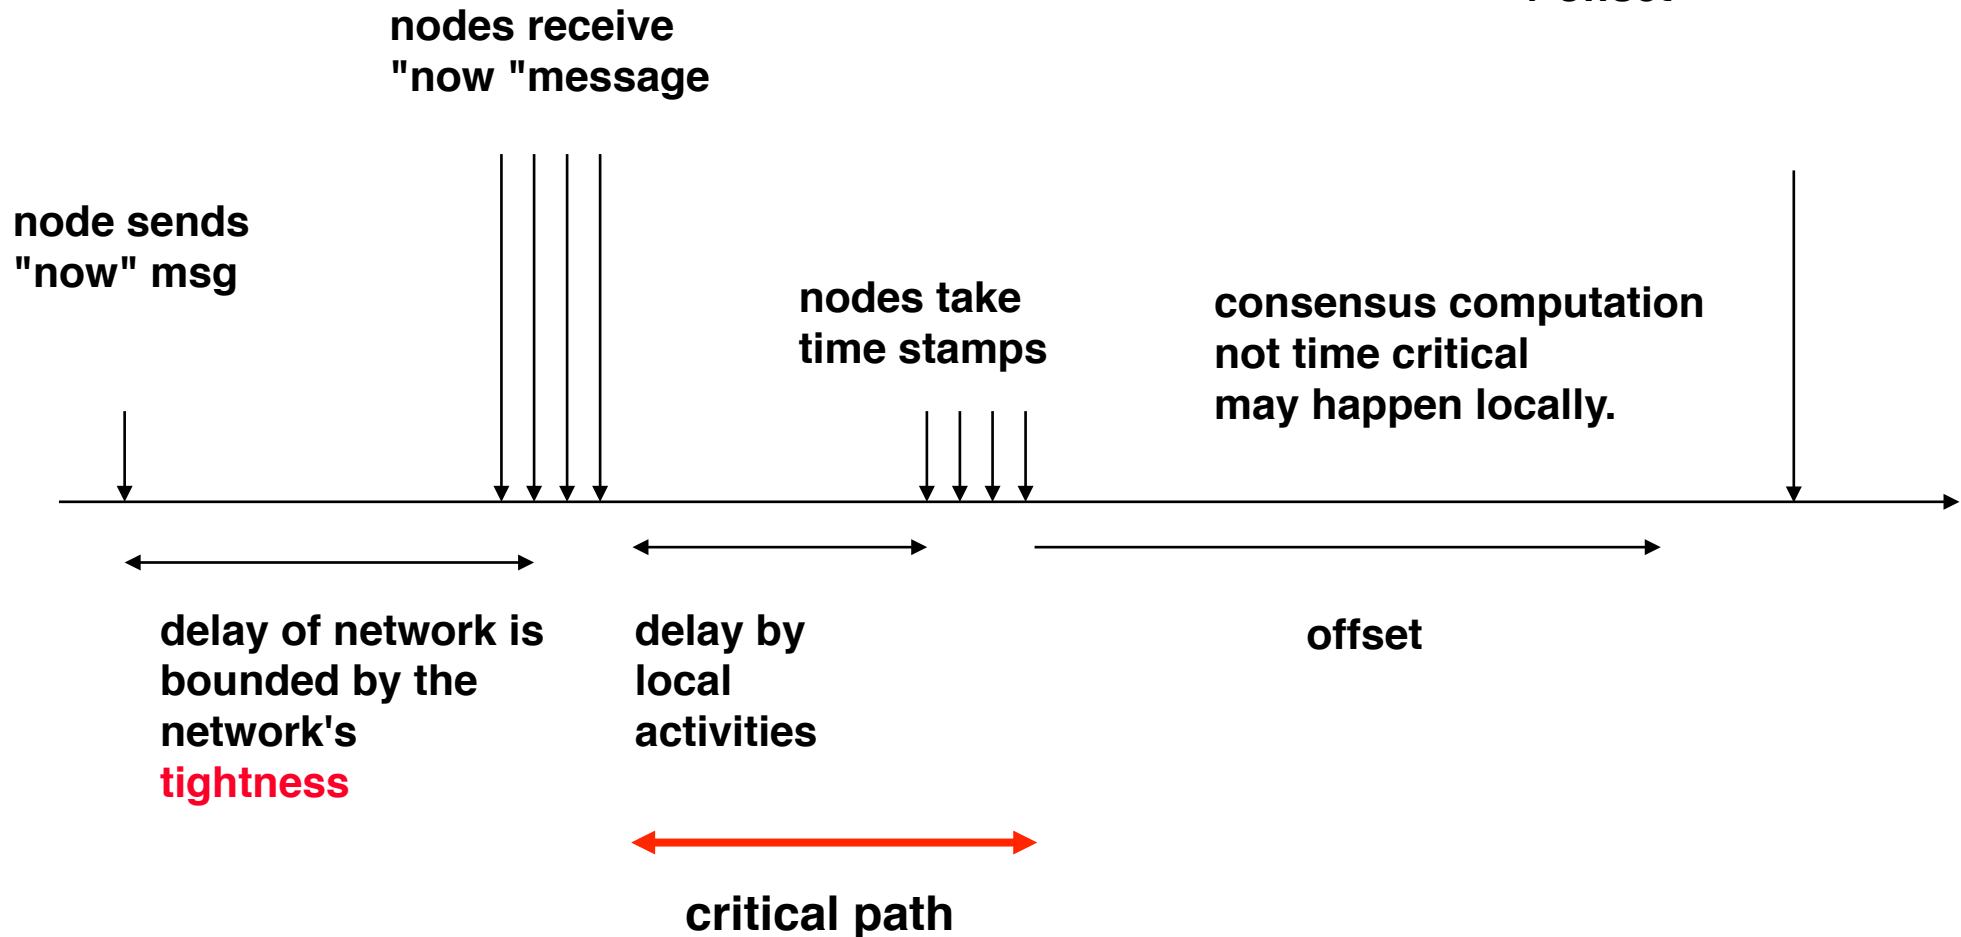 nodes receive
"now "message
node sends
"now" msg
nodes take
time stamps
consensus computation
not time critical
may happen locally.
delay of network is
bounded by the
network's
tightness
delay by
local
activities
offset
critical path